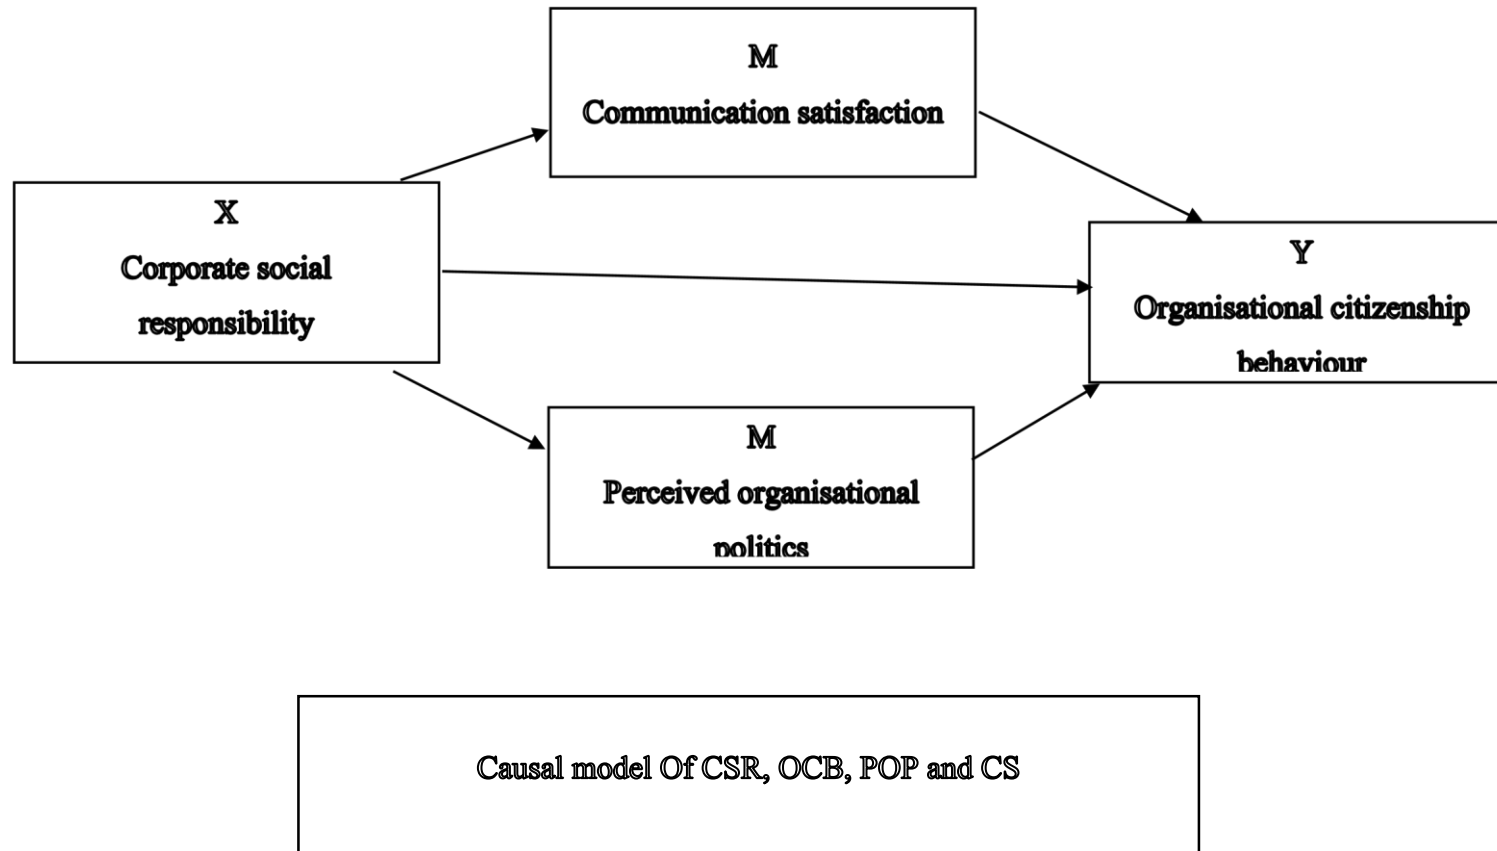 M
Communication satisfaction
X
Corporate social
responsibility
Y
Organisational citizenship
behaviour
M
Perceived organisational
politics
Causal model Of CSR, OCB, POP and CS